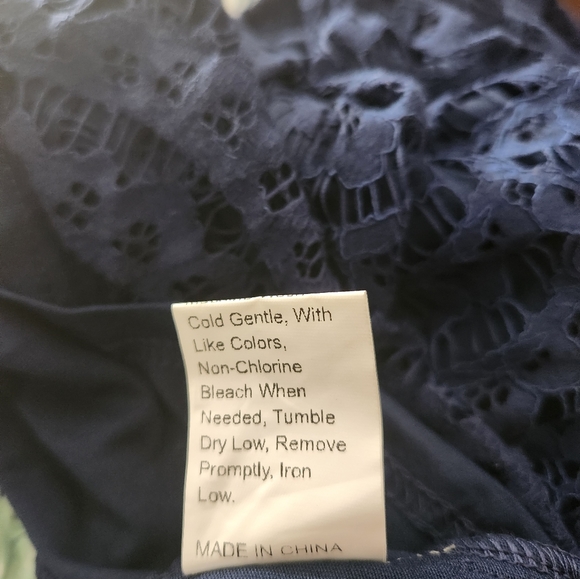 Cold Gentle, With
Like Colors,
Non-Chlorine
Bleach When
Needed, Tumble
Dry Low, Remove
Promptly, Iron
Low.
MADE IN CHINA